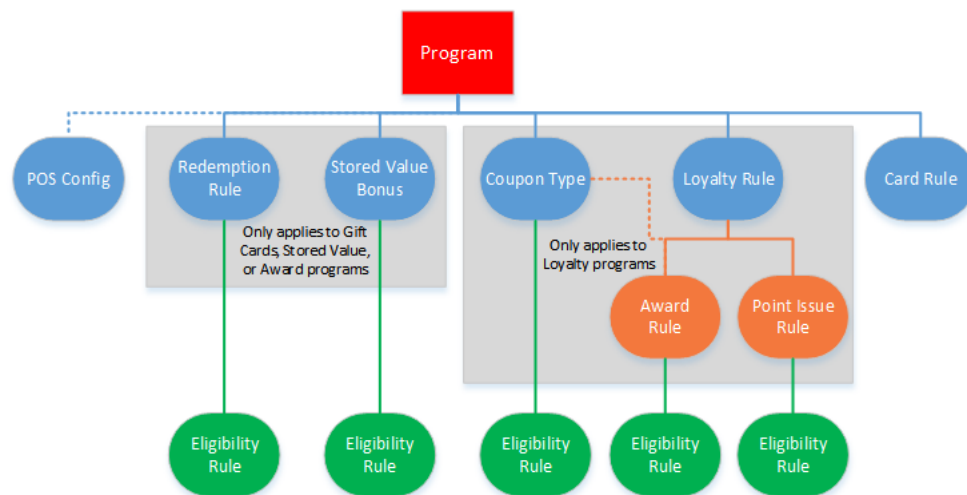 Program
POS Config
Redemption
Rule
Stored Value
Bonus
Coupon Type
Loyalty Rule
Card Rule
Only applies to Gift
Cards, Stored Value,
or Award programs
Only applies to
Loyalty programs
Award
Rule
Point Issue
Rule
Eligibility
Rule
Eligibility
Rule
Eligibility
Rule
Eligibility
Rule
Eligibility
Rule